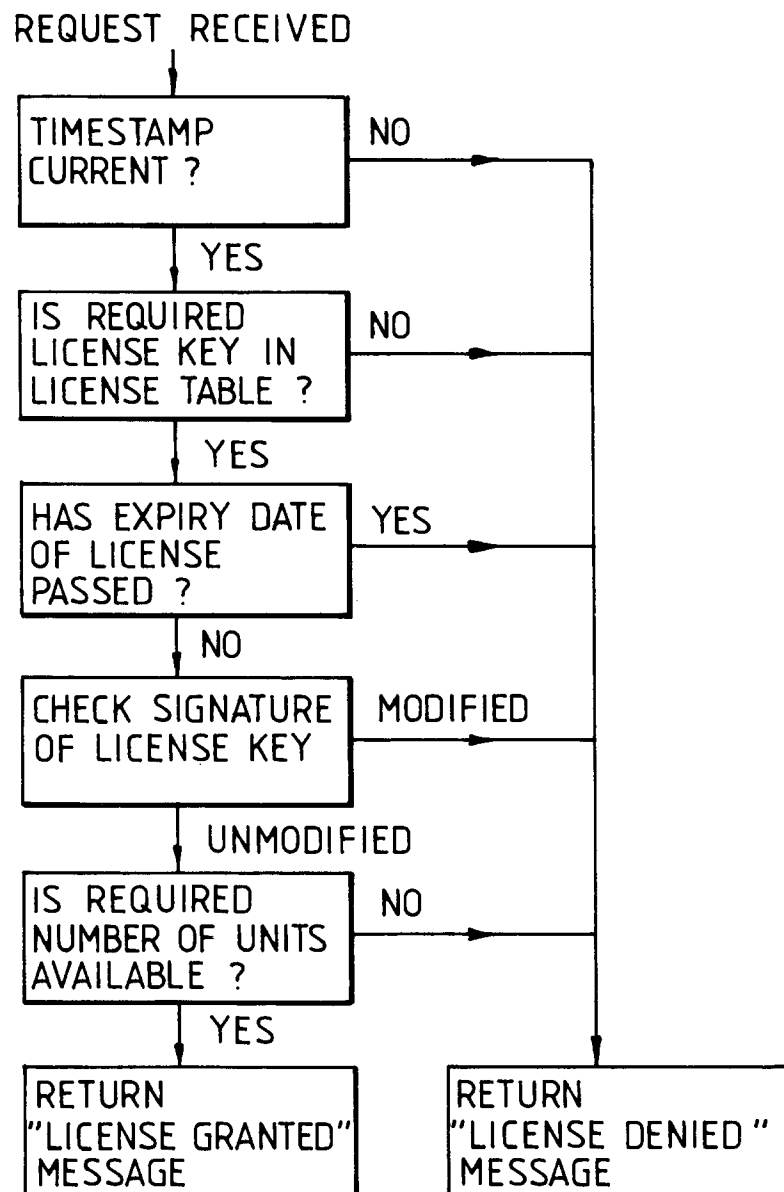 REQUEST RECEIVED
TIMESTAMP
CURRENT ?
NO
YES
IS REQUIRED
LICENSE KEY IN
LICENSE TABLE ?
NO
YES
HAS EXPIRY DATE
OF LICENSE
PASSED ?
YES
NO
CHECK SIGNATURE
OF LICENSE KEY
MODIFIED
UNMODIFIED
IS REQUIRED
NUMBER OF UNITS
AVAILABLE ?
NO
YES
RETURN
"LICENSE GRANTED"
MESSAGE
RETURN
"LICENSE DENIED"
MESSAGE